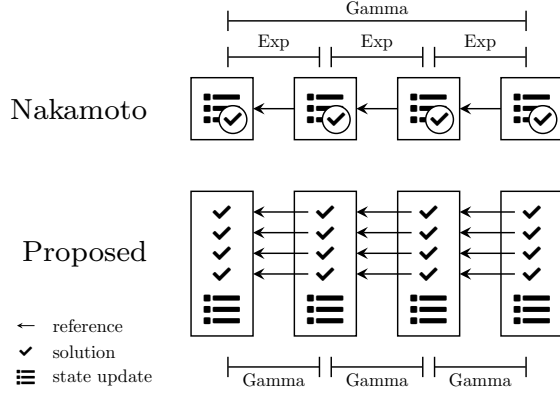 Gamma
Exp Exp Exp
Nakamoto
Proposed
reference
solution
state update
Gamma Gamma Gamma